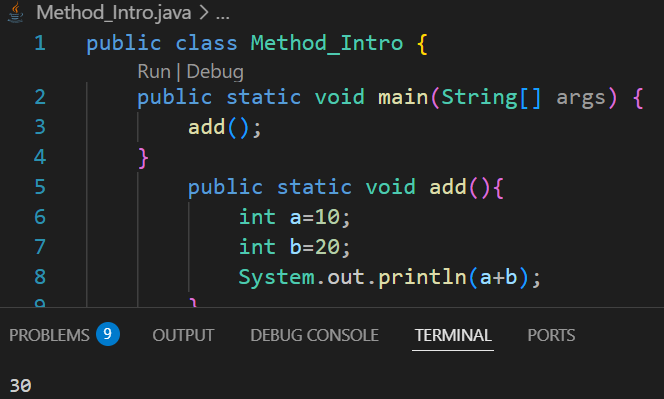 Method_Intro.java > ...
1 public class Method_Intro {
Run | Debug
2 public static void main(String[] args) {
3 add();
4 }
5 public static void add(){
6 int a=10;
7 int b=20;
8 System.out.println(a+b);
9 }
PROBLEMS 9 OUTPUT DEBUG CONSOLE TERMINAL PORTS
30